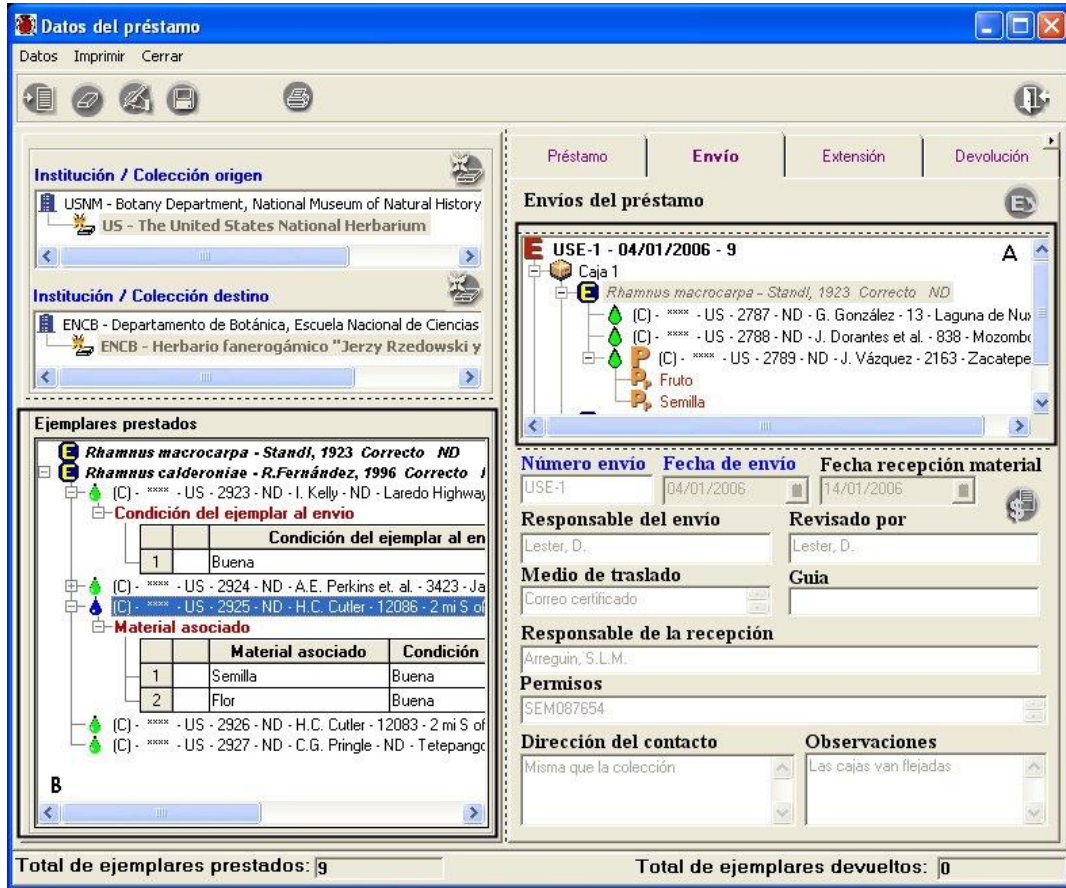 Datos del préstamo
Datos Imprimir Cerrar
Institución / Colección origen
USNM - Botany Department, National Museum of Natural History
US - The United States National Herbarium
Institución / Colección destino
ENCB - Departamento de Botánica, Escuela Nacional de Ciencias
ENCB - Herbario fanerogámico "Jerzy Rzedowski y
Ejemplares prestados
Rhamnus macrocarpa - Standl, 1923 Correcto ND
Rhamnus calderoniae - R.Fernández, 1996 Correcto
(C) - **** - US - 2923 - ND - I. Kelly - ND - Laredo Highway
Condición del ejemplar al envio
Condición del ejemplar al en
1 Buena
(C) - **** - US - 2924 - ND - A.E. Perkins et. al. - 3423 - Ja
(C) - **** - US - 2925 - ND - H.C. Cutler - 12086 - 2 mi S of
Material asociado
Material asociado Condición
1 Semilla Buena
2 Flor Buena
(C) - **** - US - 2926 - ND - H.C. Cutler - 12083 - 2 mi S of
(C) - **** - US - 2927 - ND - C.G. Pringle - ND - Tetepango
B
Préstamo Envío Extensión Devolución
Envíos del préstamo
E USE-1 - 04/01/2006 - 9 A
Caja 1
E Rhamnus macrocarpa - Standl, 1923 Correcto ND
(C) - **** - US - 2787 - ND - G. González - 13 - Laguna de
(C) - **** - US - 2788 - ND - J. Dorantes et al. - 838 -
P (C) - **** - US - 2789 - ND - J. Vázquez - 2163 - Zacatepe
Fruto
Semilla
Número envío Fecha de envío Fecha recepción material
USE-1 04/01/2006 14/01/2006
Responsable del envío Revisado por
Lester, D. Lester, D.
Medio de traslado Guia
Correo certificado
Responsable de la recepción
Arreguin, S.L.M.
Permisos
SEM087654
Dirección del contacto Observaciones
Misma que la colección Las cajas van flejadas
Total de ejemplares prestados: 9 Total de ejemplares devueltos: 0